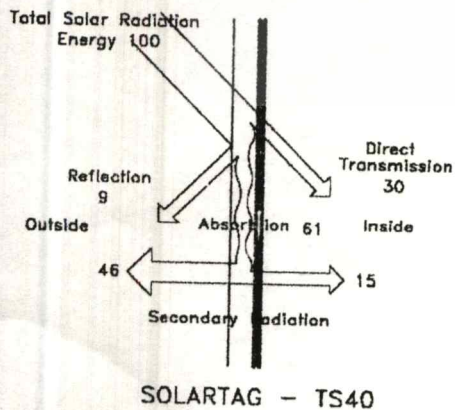 Total Solar Radiation
Energy 100
Direct
Transmission
30
Reflection
9
Outside
Absorption 61
Inside
46
15
Secondary Radiation
SOLARTAG - TS40